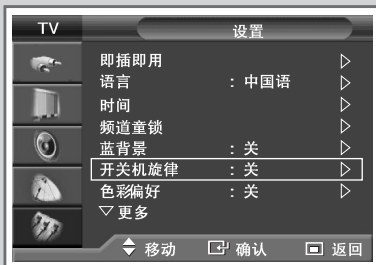 TV 设置
即插即用 ▷
语言 : 中国语 ▷
时间 ▷
频道童锁 ▷
蓝背景 : 关 ▷
开关机旋律 : 关 ▷
色彩偏好 : 关 ▷
▽更多
移动 确认 返回